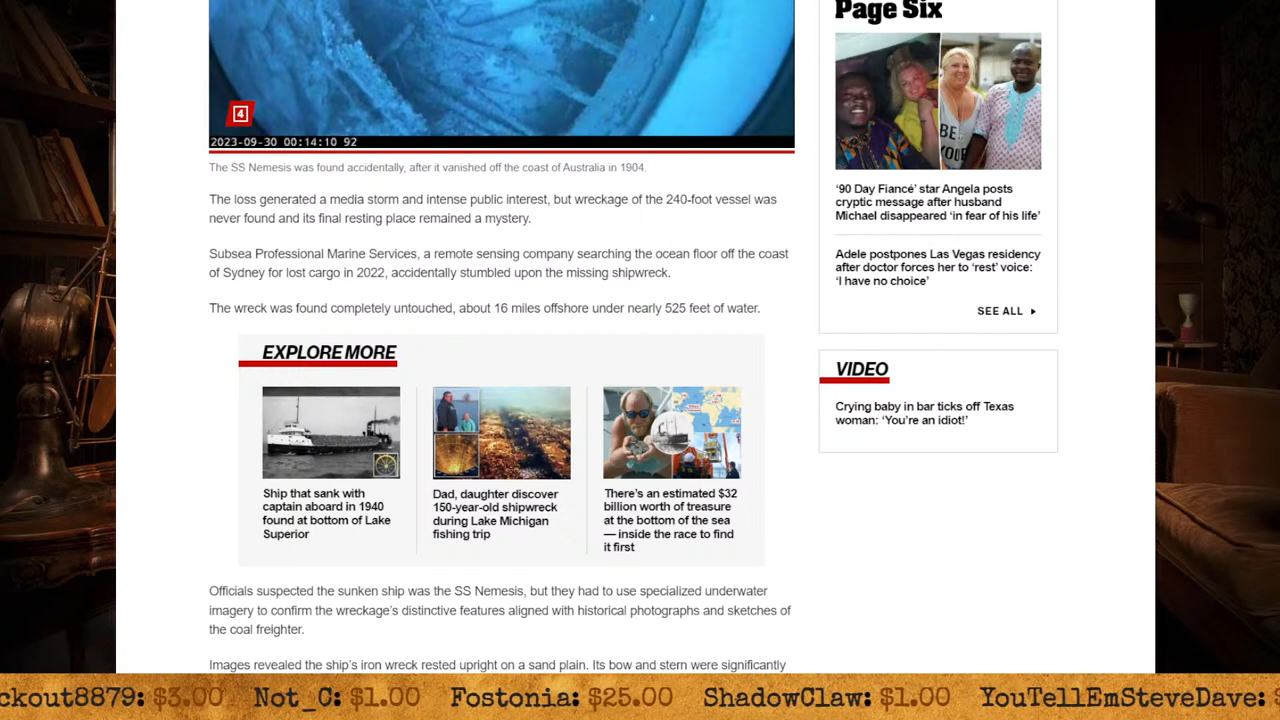 4
2023-09-30 00:14:10 92
The SS Nemesis was found accidentally, after it vanished off the coast of Australia in 1904.
The loss generated a media storm and intense public interest, but wreckage of the 240-foot vessel was
never found and its final resting place remained a mystery.
Subsea Professional Marine Services, a remote sensing company searching the ocean floor off the coast
of Sydney for lost cargo in 2022, accidentally stumbled upon the missing shipwreck.
The wreck was found completely untouched, about 16 miles offshore under nearly 525 feet of water.
EXPLORE MORE
Ship that sank with
captain aboard in 1940
found at bottom of Lake
Superior
Dad, daughter discover
150-year-old shipwreck
during Lake Michigan
fishing trip
There’s an estimated $32
billion worth of treasure
at the bottom of the sea
— inside the race to find
it first
Officials suspected the sunken ship was the SS Nemesis, but they had to use specialized underwater
imagery to confirm the wreckage’s distinctive features aligned with historical photographs and sketches of
the coal freighter.
Images revealed the ship’s iron wreck rested upright on a sand plain. Its bow and stern were significantly
Page Six
BE
YOU
‘90 Day Fiancé’ star Angela posts
cryptic message after husband
Michael disappeared ‘in fear of his life’
Adele postpones Las Vegas residency
after doctor forces her to ‘rest’ voice:
‘I have no choice’
SEE ALL
VIDEO
Crying baby in bar ticks off Texas
woman: ‘You’re an idiot!’
ckout8879: $3.00 Not_C: $1.00 Fostonia: $25.00 ShadowClaw: $1.00 YouTellEmSteveDave: $